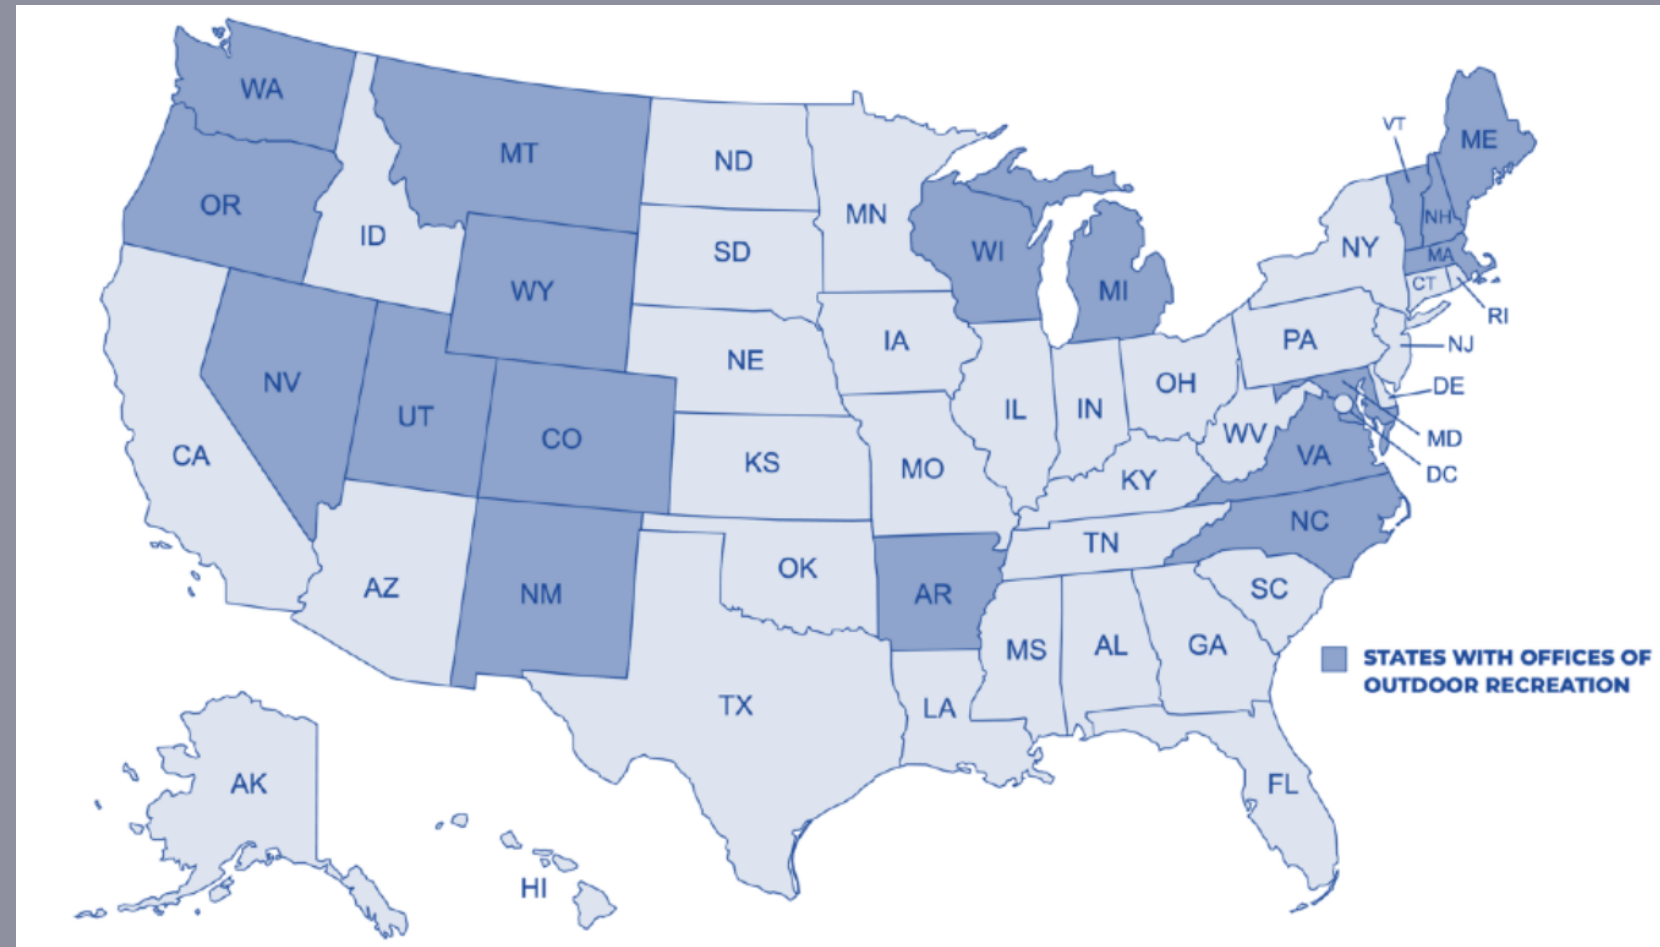 WA
MT
ND
MN
VT
ME
OR
ID
SD
WI
NH
NY
MA
WY
MI
CT
RI
IA
PA
NJ
NE
NV
OH
DE
UT
IL
IN
CO
WV
MD
CA
KS
MO
VA
DC
KY
NC
TN
OK
AZ
NM
AR
SC
MS
AL
GA
STATES WITH OFFICES OF
OUTDOOR RECREATION
TX
LA
AK
FL
HI